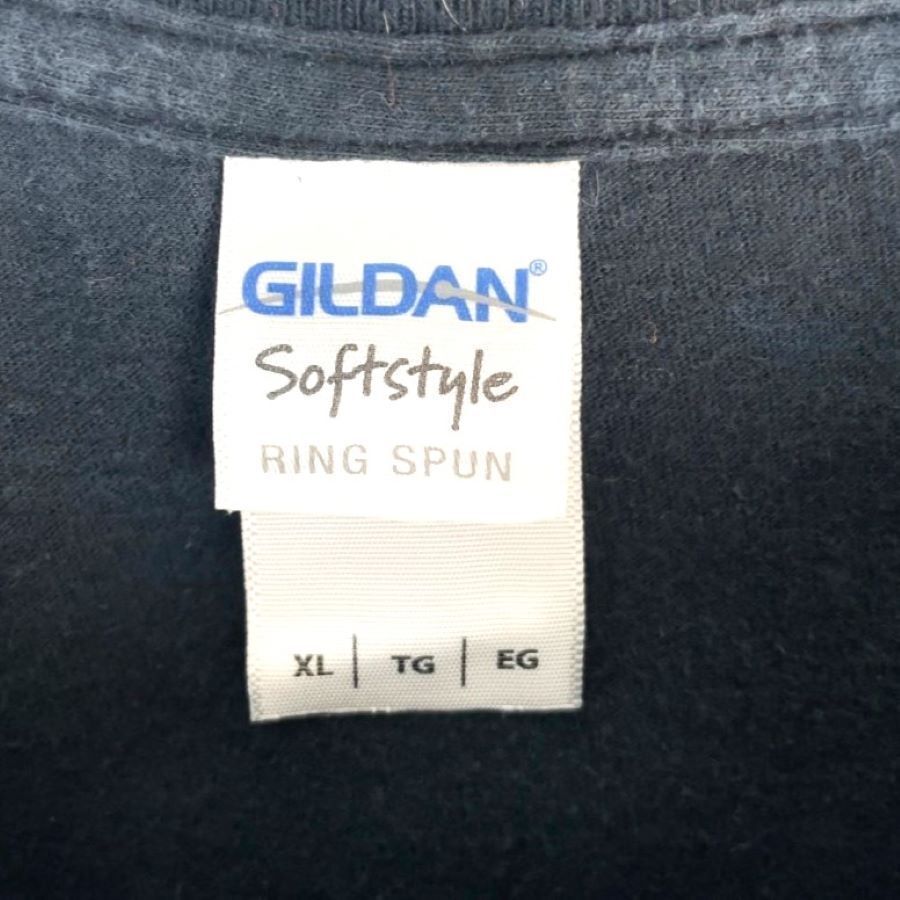 GILDAN®
Softstyle
RING SPUN
XL | TG | EG